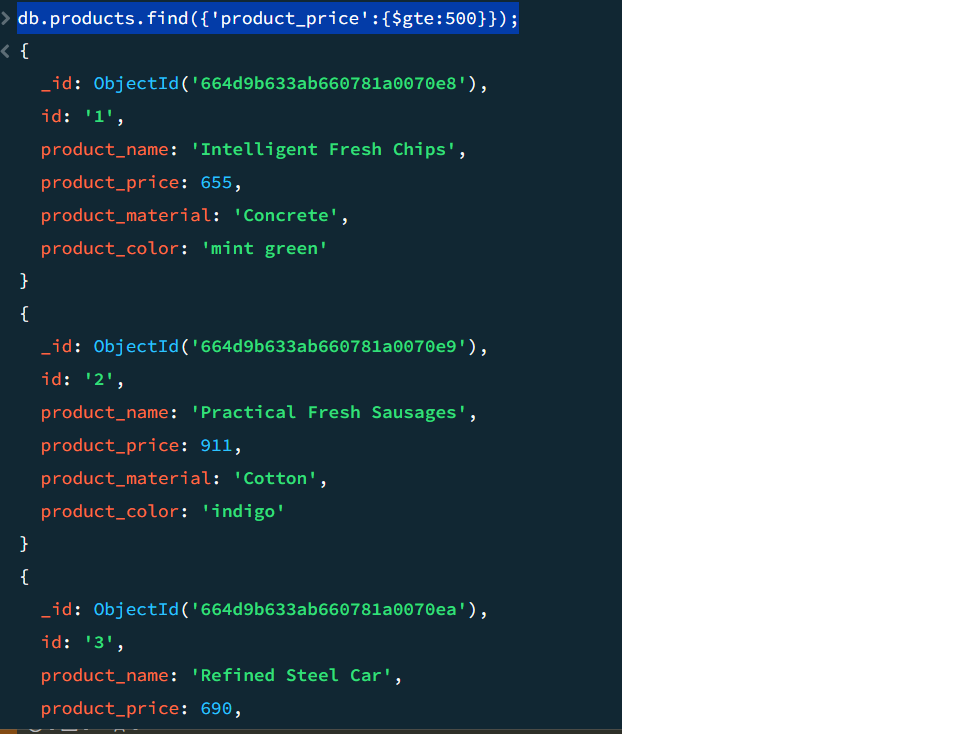 db.products.find({'product_price':{$gte:500}});
{
_id: ObjectId('664d9b633ab660781a0070e8'),
id: '1',
product_name: 'Intelligent Fresh Chips',
product_price: 655,
product_material: 'Concrete',
product_color: 'mint green'
}
{
_id: ObjectId('664d9b633ab660781a0070e9'),
id: '2',
product_name: 'Practical Fresh Sausages',
product_price: 911,
product_material: 'Cotton',
product_color: 'indigo'
}
{
_id: ObjectId('664d9b633ab660781a0070ea'),
id: '3',
product_name: 'Refined Steel Car',
product_price: 690,